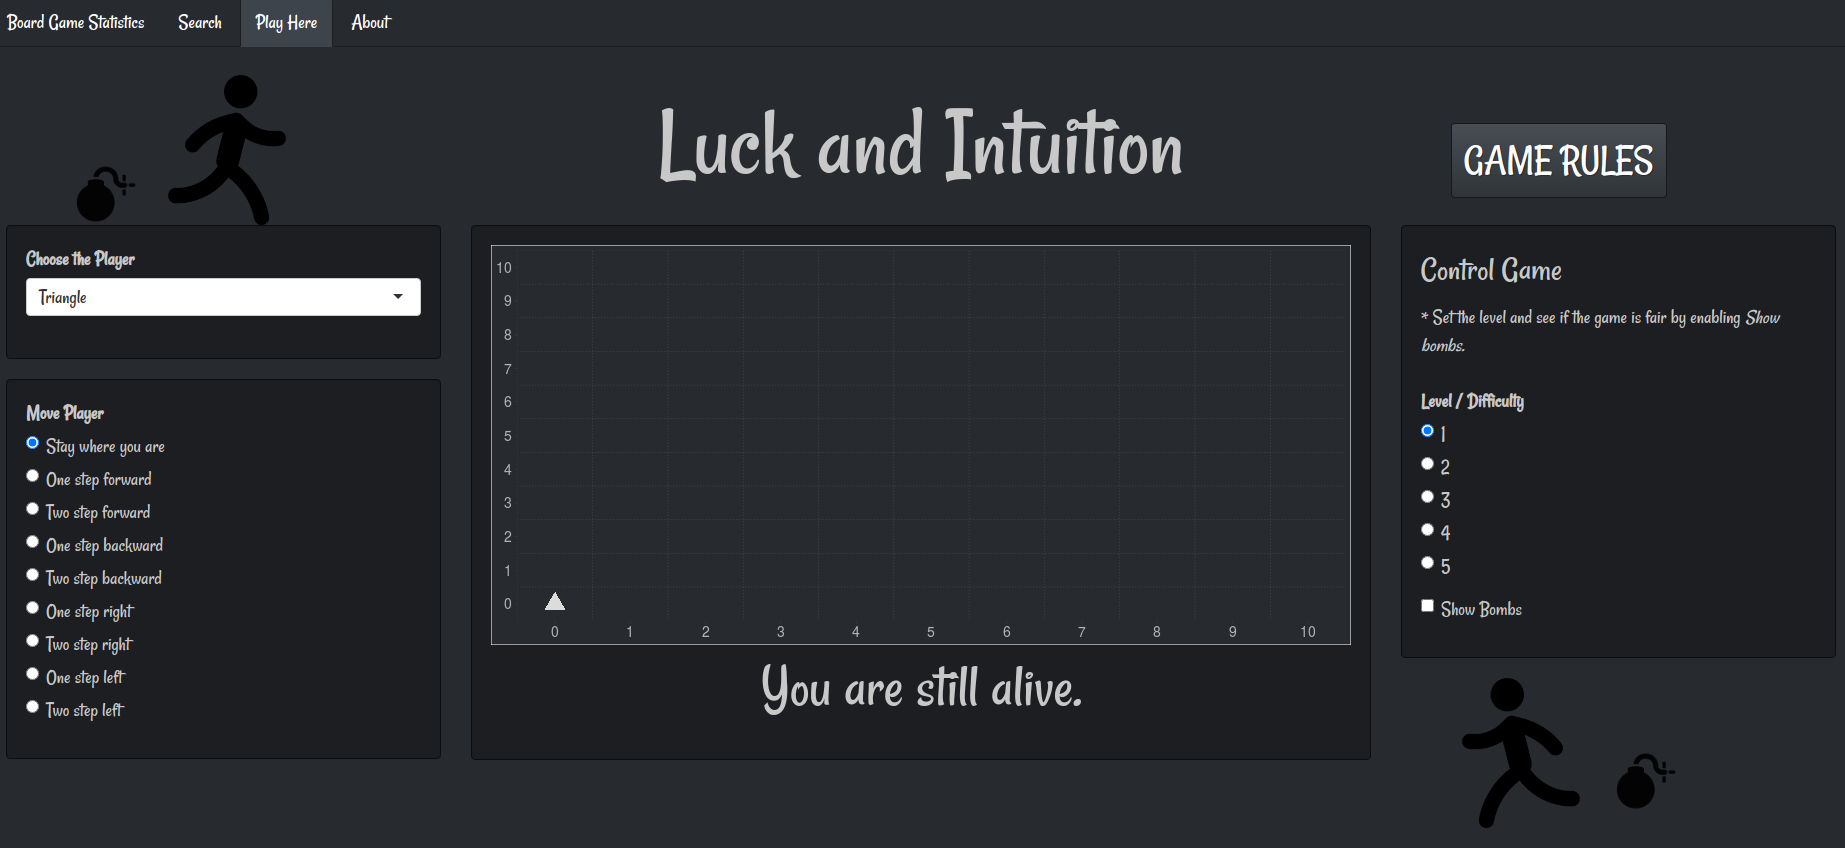 Board Game Statistics Search Play Here About
Luck and Intuition
GAME RULES
Choose the Player
Triangle
Move Player
Stay where you are
One step forward
Two step forward
One step backward
Two step backward
One step right
Two step right
One step left
Two step left
10
9
8
7
6
5
4
3
2
1
0
0 1 2 3 4 5 6 7 8 9 10
You are still alive.
Control Game
* Set the level and see if the game is fair by enabling Show
bombs.
Level / Difficulty
1
2
3
4
5
Show Bombs